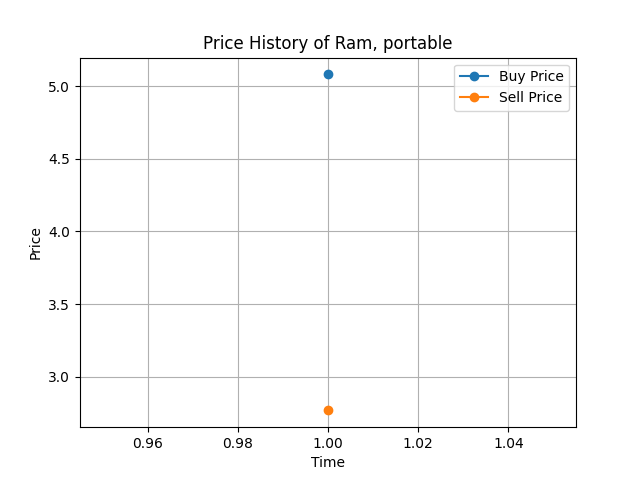 Price History of Ram, portable
Buy Price
Sell Price
5.0
4.5
4.0
3.5
3.0
Price
0.96 0.98 1.00 1.02 1.04
Time